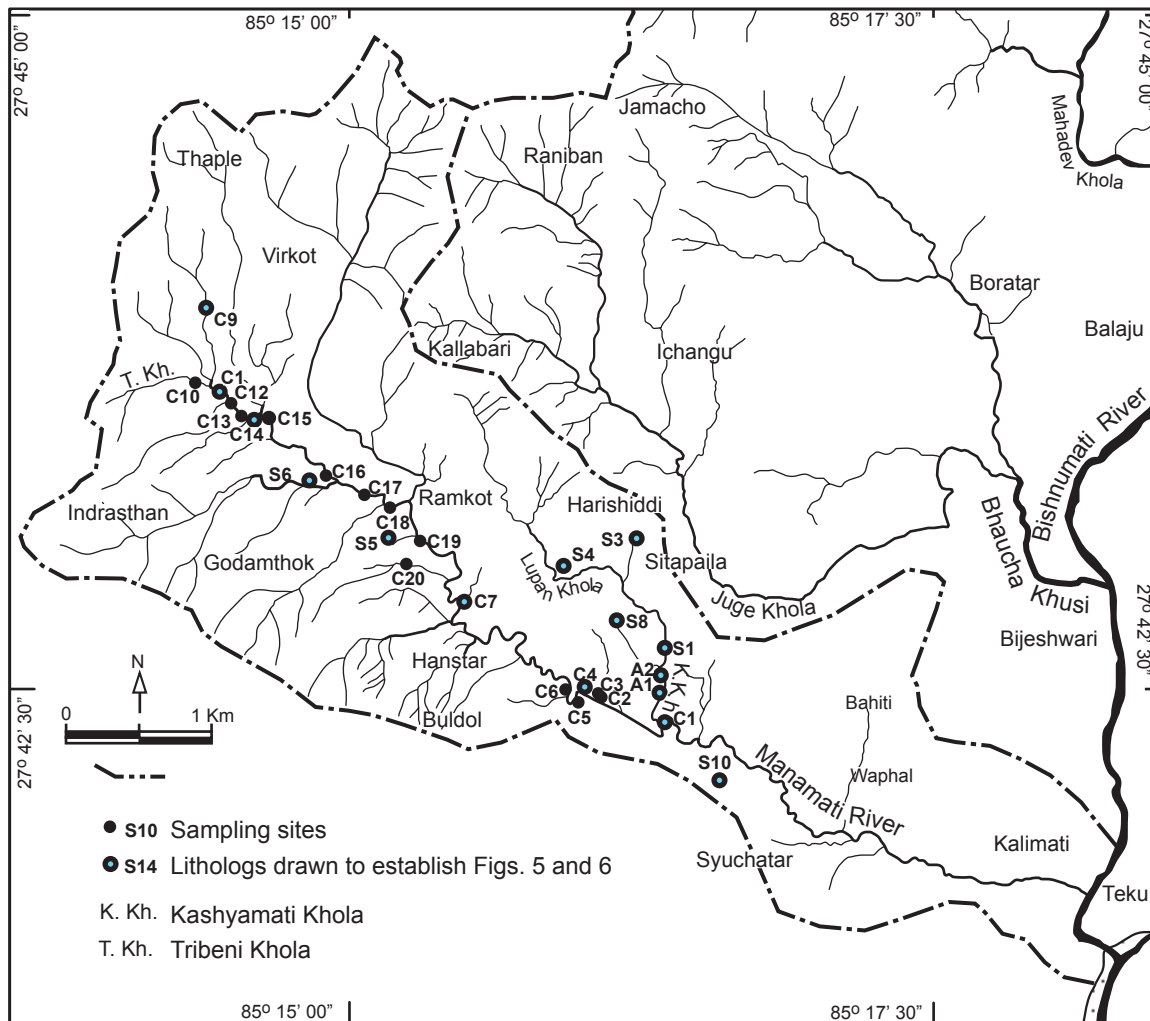 85º 15’ 00”
85º 17’ 30”
27º 45’ 00”
27º 45’ 00”
Jamacho
Mahadev
Khola
Thaple
Raniban
Virkot
Boratar
Balaju
C9
Kallabari
Ichangu
T. Kh.
C10
C1
C12
C13
C14
C15
Bishnumati River
S6
C16
C17
Ramkot
Harishiddi
Indrasthan
C18
S3
Bhaucha
Khusi
S5
C19
Sitapaila
Godamthok
C20
S4
Lupan Khola
Juge Khola
C7
S8
27º 42’ 30”
Bijeshwari
Hanstar
S1
N
A2
K. Kh.
A1
C4
C3
C6
C2
C5
Buldol
C1
Bahiti
0
1 Km
27º 42’ 30”
S10
Manamati River
Waphal
S10 Sampling sites
Kalimati
Syuchatar
S14 Lithologs drawn to establish Figs. 5 and 6
Teku
K. Kh. Kashyamati Khola
T. Kh. Tribeni Khola
85º 15’ 00”
85º 17’ 30”